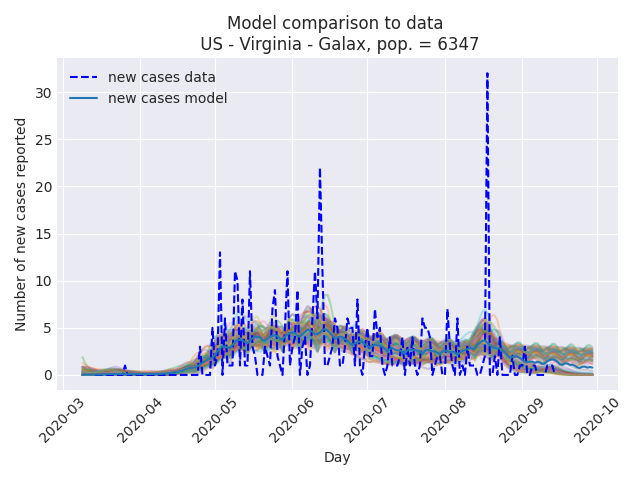 Model comparison to data
US - Virginia - Galax, pop. = 6347
new cases data
new cases model
Number of new cases reported
30
25
20
15
10
5
0
2020-03
2020-04
2020-05
2020-06
2020-07
2020-08
2020-09
2020-10
Day